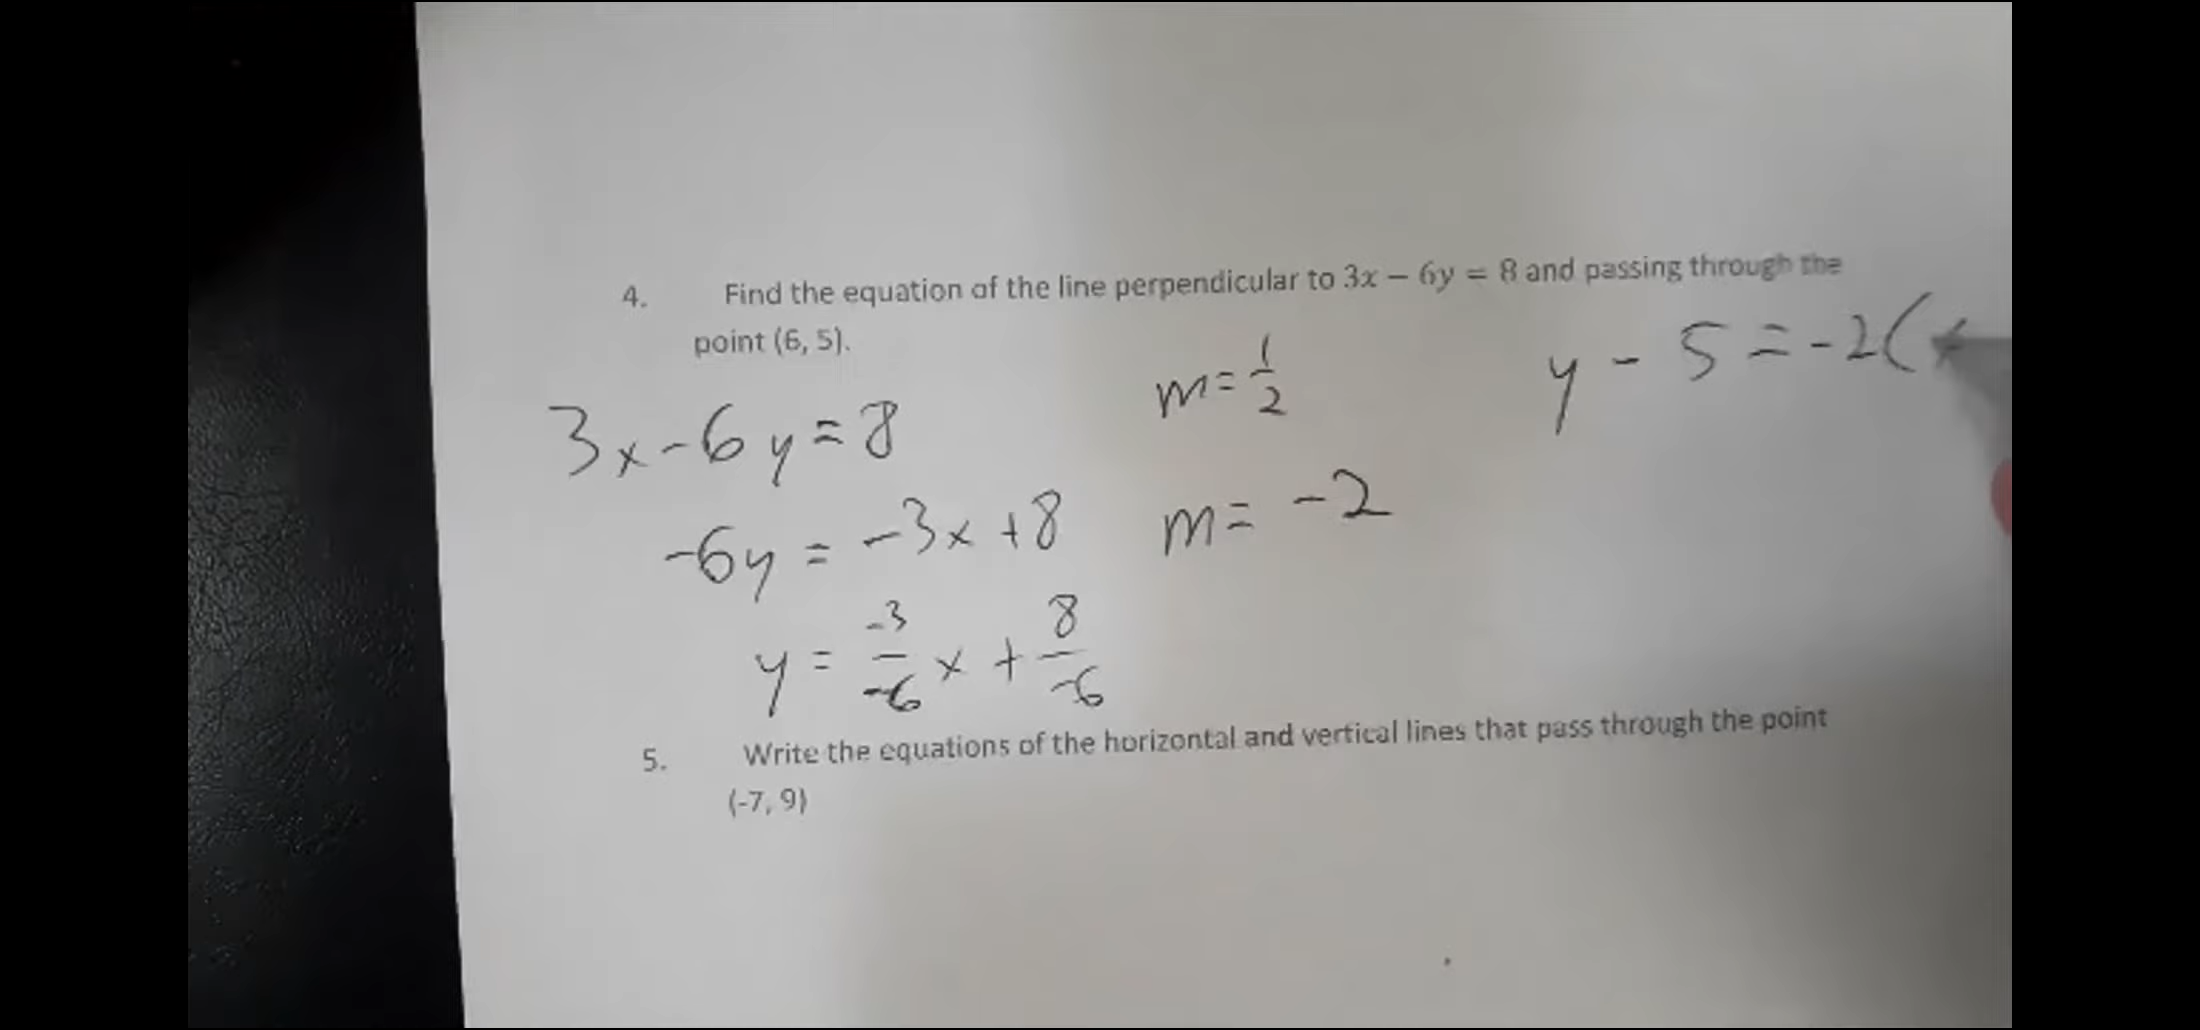 4. Find the equation of the line perpendicular to 3x − 6y = 8 and passing through the
point (6, 5).
3x-6y=8
-6y = -3x+8
y = -3/-6 x + 8/-6
m=1/2
m= -2
y - 5 = -2(x
5. Write the equations of the horizontal and vertical lines that pass through the point
(-7, 9)